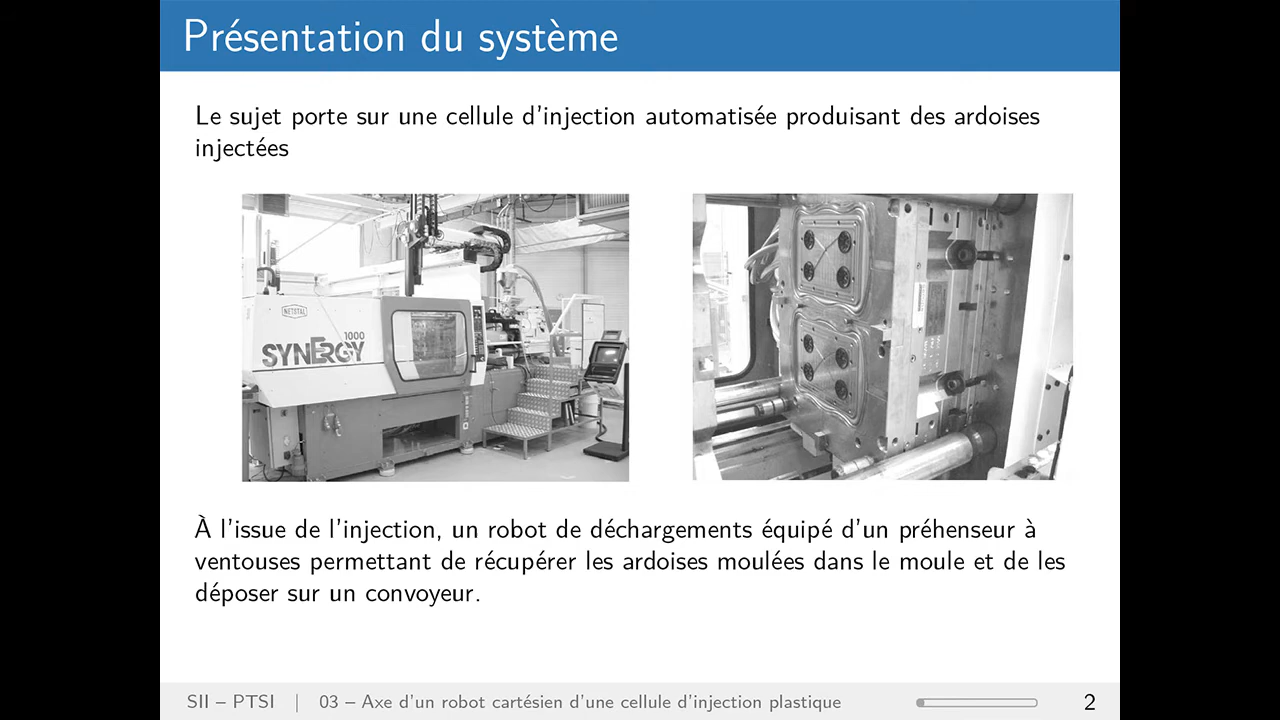 Présentation du système
Le sujet porte sur une cellule d'injection automatisée produisant des ardoises
injectées
NETSTAL
1000
SYNERGY
À l'issue de l'injection, un robot de déchargements équipé d'un préhenseur à
ventouses permettant de récupérer les ardoises moulées dans le moule et de les
déposer sur un convoyeur.
SII – PTSI | 03 – Axe d'un robot cartésien d'une cellule d'injection plastique 2